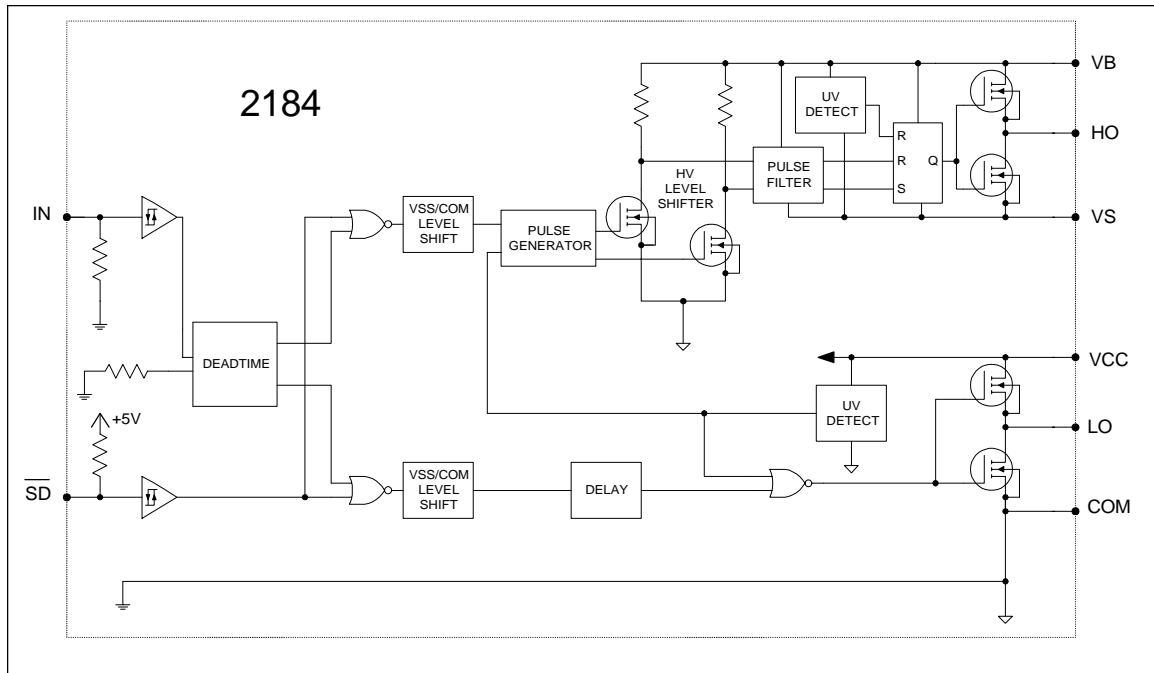 2184
VB
UV
DETECT
HO
R
R
Q
S
PULSE
FILTER
HV
LEVEL
SHIFTER
IN
VSS/COM
LEVEL
SHIFT
PULSE
GENERATOR
VS
DEADTIME
VCC
+5V
UV
DETECT
LO
SD
VSS/COM
LEVEL
SHIFT
DELAY
COM